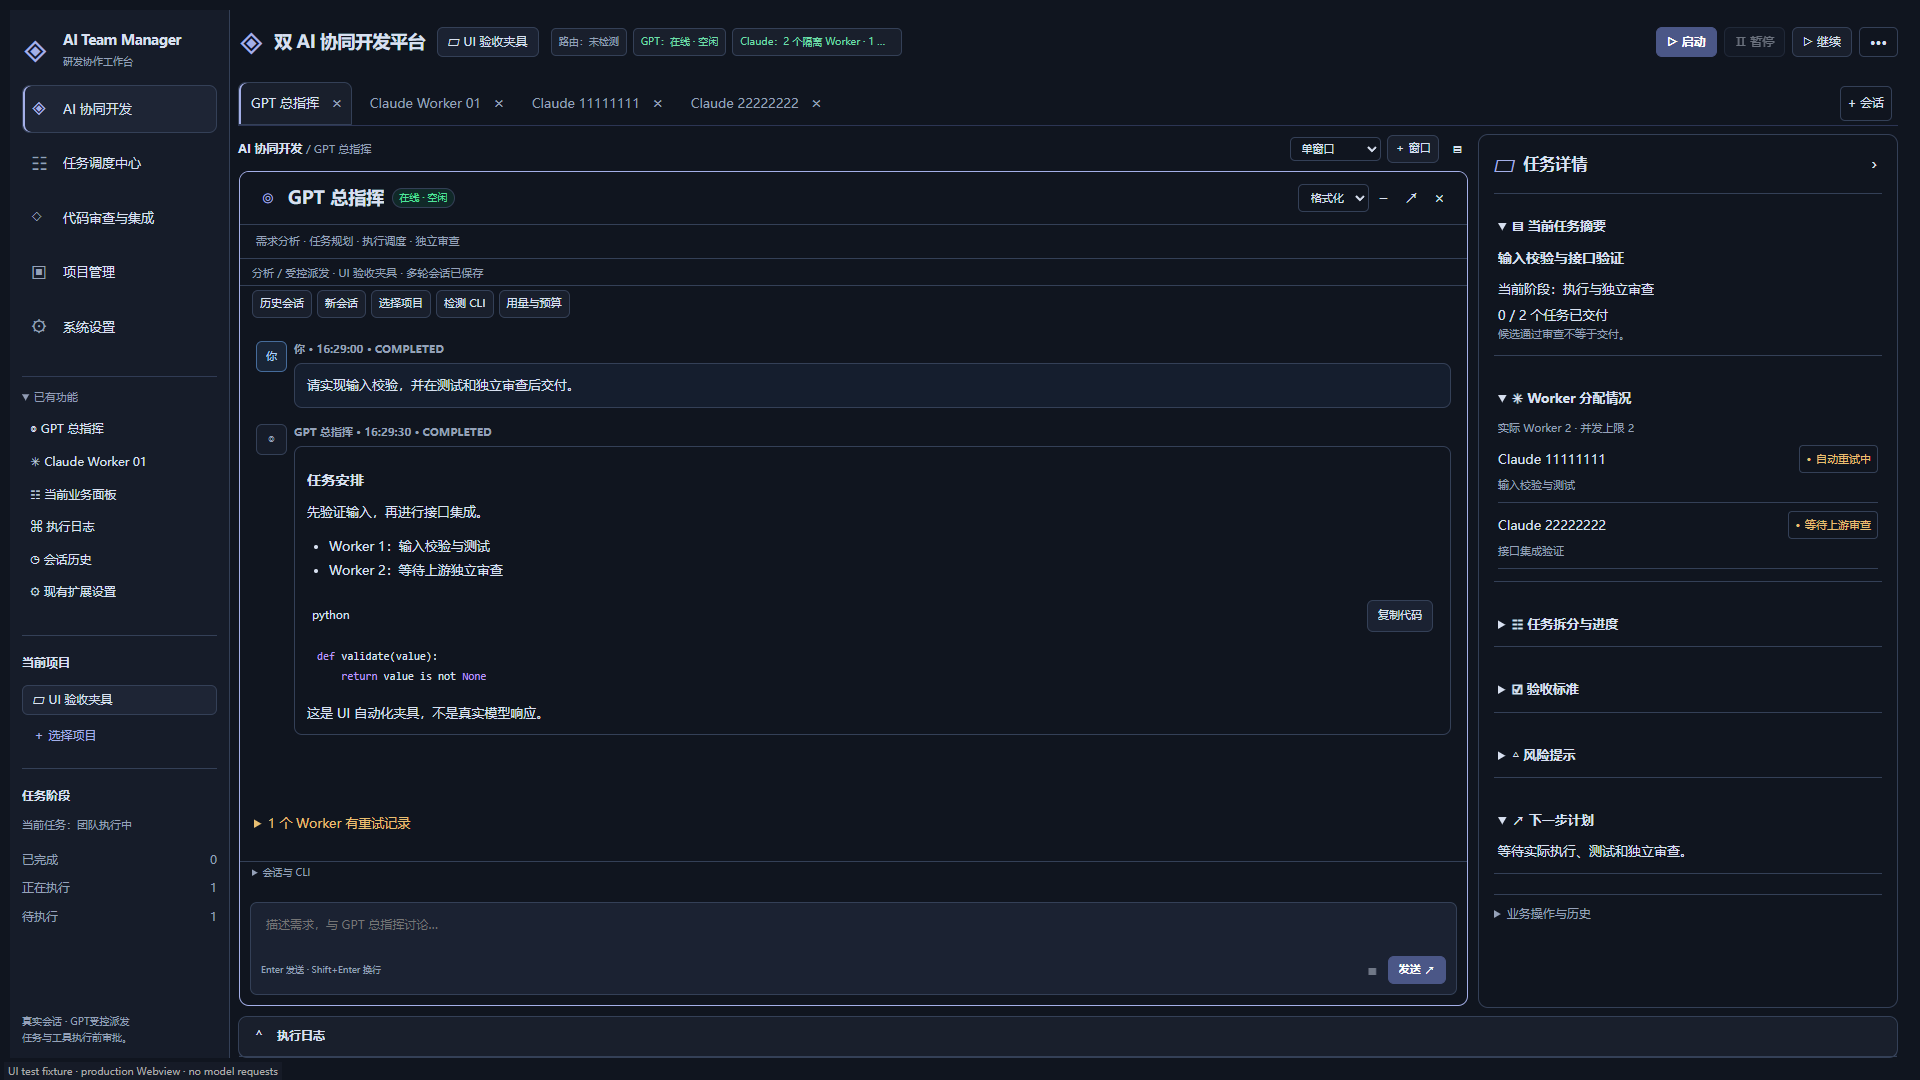 AI Team Manager
研发协作工作台
AI 协同开发
任务调度中心
代码审查与集成
项目管理
系统设置
▼ 已有功能
GPT 总指挥
Claude Worker 01
当前业务面板
执行日志
会话历史
现有扩展设置
当前项目
UI 验收夹具
+ 选择项目
任务阶段
当前任务：团队执行中
已完成 0
正在执行 1
待执行 1
真实会话 · GPT受控派发
任务与工具执行前审批。
双 AI 协同开发平台
UI 验收夹具
路由：未检测
GPT：在线 · 空闲
Claude：2 个隔离 Worker · 1 ...
启动
暂停
继续
•••
GPT 总指挥 ×
Claude Worker 01 ×
Claude 11111111 ×
Claude 22222222 ×
+ 会话
AI 协同开发 / GPT 总指挥
单窗口
+ 窗口
GPT 总指挥 在线 · 空闲
格式化
需求分析 · 任务规划 · 执行调度 · 独立审查
分析 / 受控派发 · UI 验收夹具 · 多轮会话已保存
历史会话 新会话 选择项目 检测 CLI 用量与预算
你
你 • 16:29:00 • COMPLETED
请实现输入校验，并在测试和独立审查后交付。
GPT 总指挥 • 16:29:30 • COMPLETED
任务安排
先验证输入，再进行接口集成。
• Worker 1：输入校验与测试
• Worker 2：等待上游独立审查
python
复制代码
def validate(value):
return value is not None
这是 UI 自动化夹具，不是真实模型响应。
▶ 1 个 Worker 有重试记录
▶ 会话与 CLI
描述需求，与 GPT 总指挥讨论...
Enter 发送 · Shift+Enter 换行
发送 ↗
^ 执行日志
任务详情
▼ 当前任务摘要
输入校验与接口验证
当前阶段：执行与独立审查
0 / 2 个任务已交付
候选通过审查不等于交付。
▼ Worker 分配情况
实际 Worker 2 · 并发上限 2
Claude 11111111
• 自动重试中
输入校验与测试
Claude 22222222
• 等待上游审查
接口集成验证
▶ 任务拆分与进度
▶ 验收标准
▶ 风险提示
▼ ↗ 下一步计划
等待实际执行、测试和独立审查。
▶ 业务操作与历史
UI test fixture · production Webview · no model requests